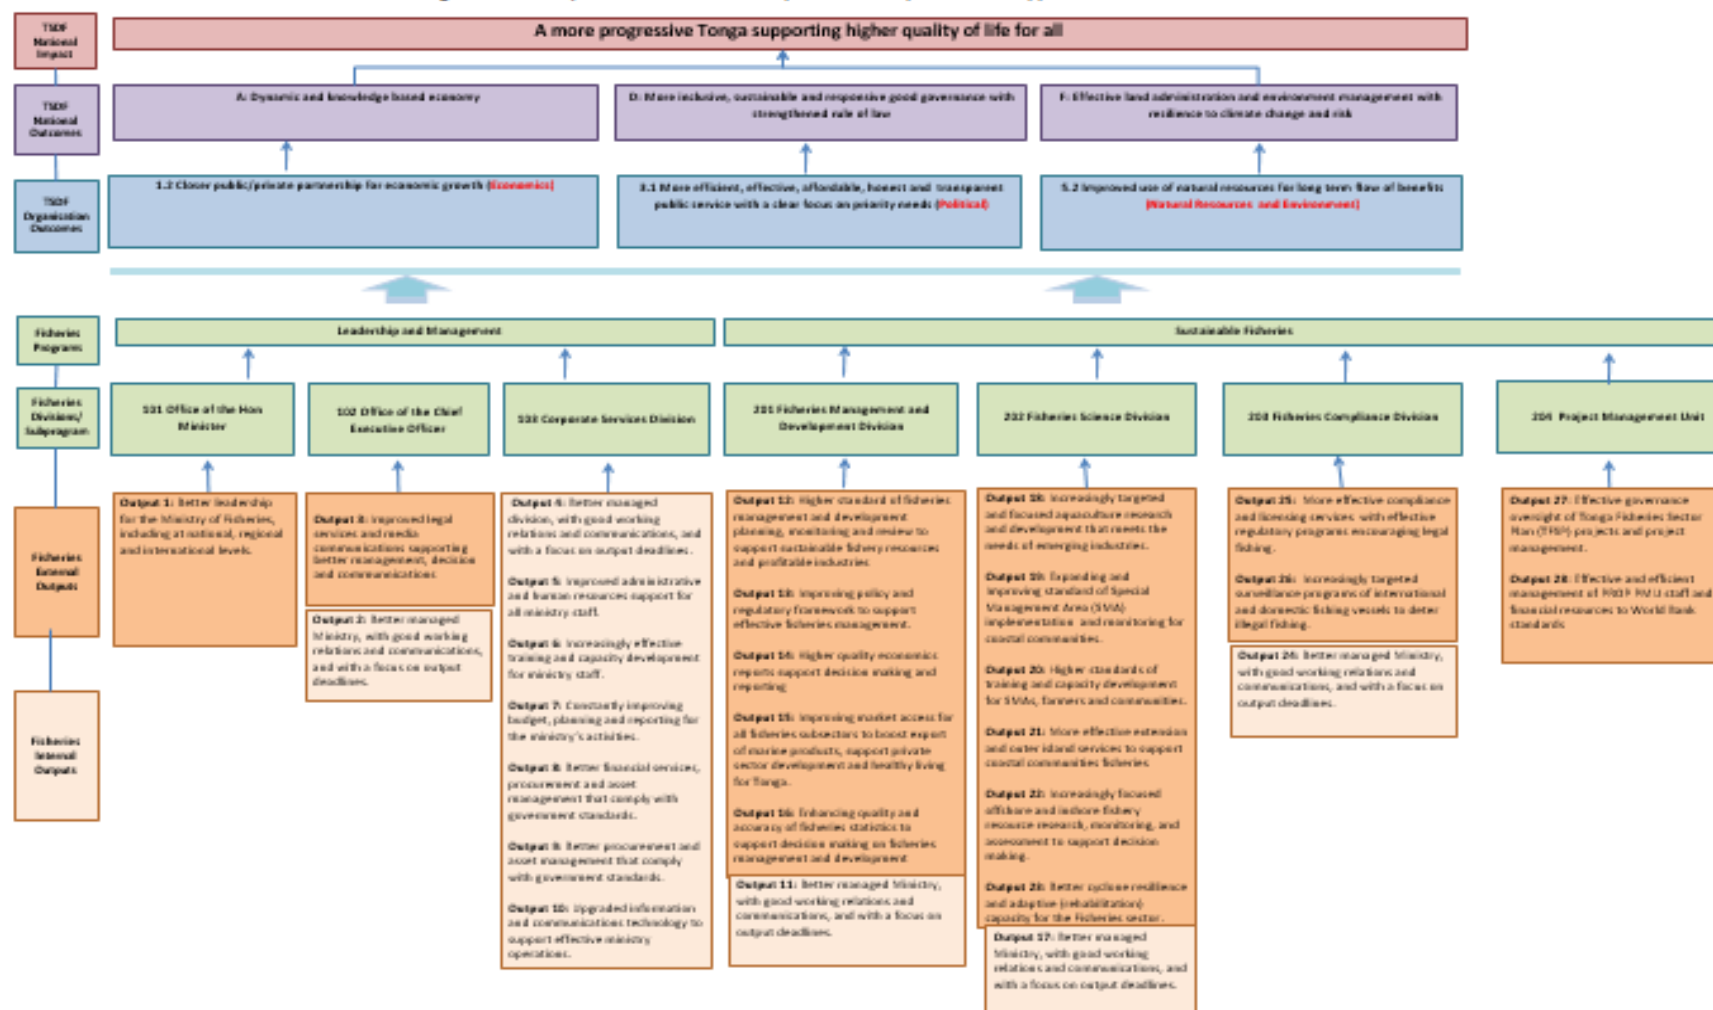 TSDF
National
Impact
A more progressive Tonga supporting higher quality of life for all
TSDF
National
Outcomes
A: Dynamic and knowledge based economy
D: More inclusive, sustainable and responsive good governance with
strengthened rule of law
F: Effective land administration and environment management with
resilience to climate change and risk
TSDF
Organisation
Outcomes
1.2 Closer public/private partnership for economic growth (Economics)
3.1 More efficient, effective, affordable, honest and transparent
public service with a clear focus on priority needs (Political)
5.2 Improved use of natural resources for long term flow of benefits
(Natural Resources and Environment)
Fisheries
Programs
Leadership and Management
Sustainable Fisheries
Fisheries
Divisions/
Subprogram
101 Office of the Hon
Minister
102 Office of the Chief
Executive Officer
103 Corporate Services Division
201 Fisheries Management and
Development Division
202 Fisheries Science Division
203 Fisheries Compliance Division
204 Project Management Unit
Fisheries
External
Outputs
Fisheries
Internal
Outputs
Output 1: Better leadership
for the Ministry of Fisheries,
including at national, regional
and international levels.
Output 3: Improved legal
services and media
communications supporting
better management, decision
and communications
Output 2: Better managed
Ministry, with good working
relations and communications,
and with a focus on output
deadlines.
Output 4: Better managed
division, with good working
relations and communications, and
with a focus on output deadlines.
Output 5: Improved administrative
and human resources support for
all ministry staff.
Output 6: Increasingly effective
training and capacity development
for ministry staff.
Output 7: Constantly improving
budget, planning and reporting for
the ministry's activities.
Output 8: Better financial services,
procurement and asset
management that comply with
government standards.
Output 9: Better procurement and
asset management that comply
with government standards.
Output 10: Upgraded information
and communications technology to
support effective ministry
operations.
Output 12: Higher standard of fisheries
management and development
planning, monitoring and review to
support sustainable fishery resources
and profitable industries
Output 13: Improving policy and
regulatory framework to support
effective fisheries management.
Output 14: Higher quality economics
reports support decision making and
reporting
Output 15: Improving market access for
all fisheries subsectors to boost export
of marine products, support private
sector development and healthy living
for Tonga.
Output 16: Enhancing quality and
accuracy of fisheries statistics to
support decision making on fisheries
management and development
Output 11: Better managed Ministry,
with good working relations and
communications, and with a focus on
output deadlines.
Output 18: Increasingly targeted
and focused aquaculture research
and development that meets the
needs of emerging industries.
Output 19: Expanding and
improving standard of Special
Management Area (SMA)
implementation and monitoring for
coastal communities.
Output 20: Higher standards of
training and capacity development
for SMAs, farmers and communities.
Output 21: More effective extension
and outer island services to support
coastal communities fisheries
Output 22: Increasingly focused
offshore and inshore fishery
resource research, monitoring, and
assessment to support decision
making.
Output 23: Better cyclone resilience
and adaptive (rehabilitation)
capacity for the Fisheries sector.
Output 17: Better managed
Ministry, with good working
relations and communications, and
with a focus on output deadlines.
Output 25: More effective compliance
and licensing services with effective
regulatory programs encouraging legal
fishing.
Output 26: Increasingly targeted
surveillance programs of international
and domestic fishing vessels to deter
illegal fishing.
Output 24: Better managed Ministry,
with good working relations and
communications, and with a focus on
output deadlines.
Output 27: Effective governance
oversight of Tonga Fisheries Sector
Plan (TFSP) projects and project
management.
Output 28: Effective and efficient
management of PROP PMU staff and
financial resources to World Bank
standards